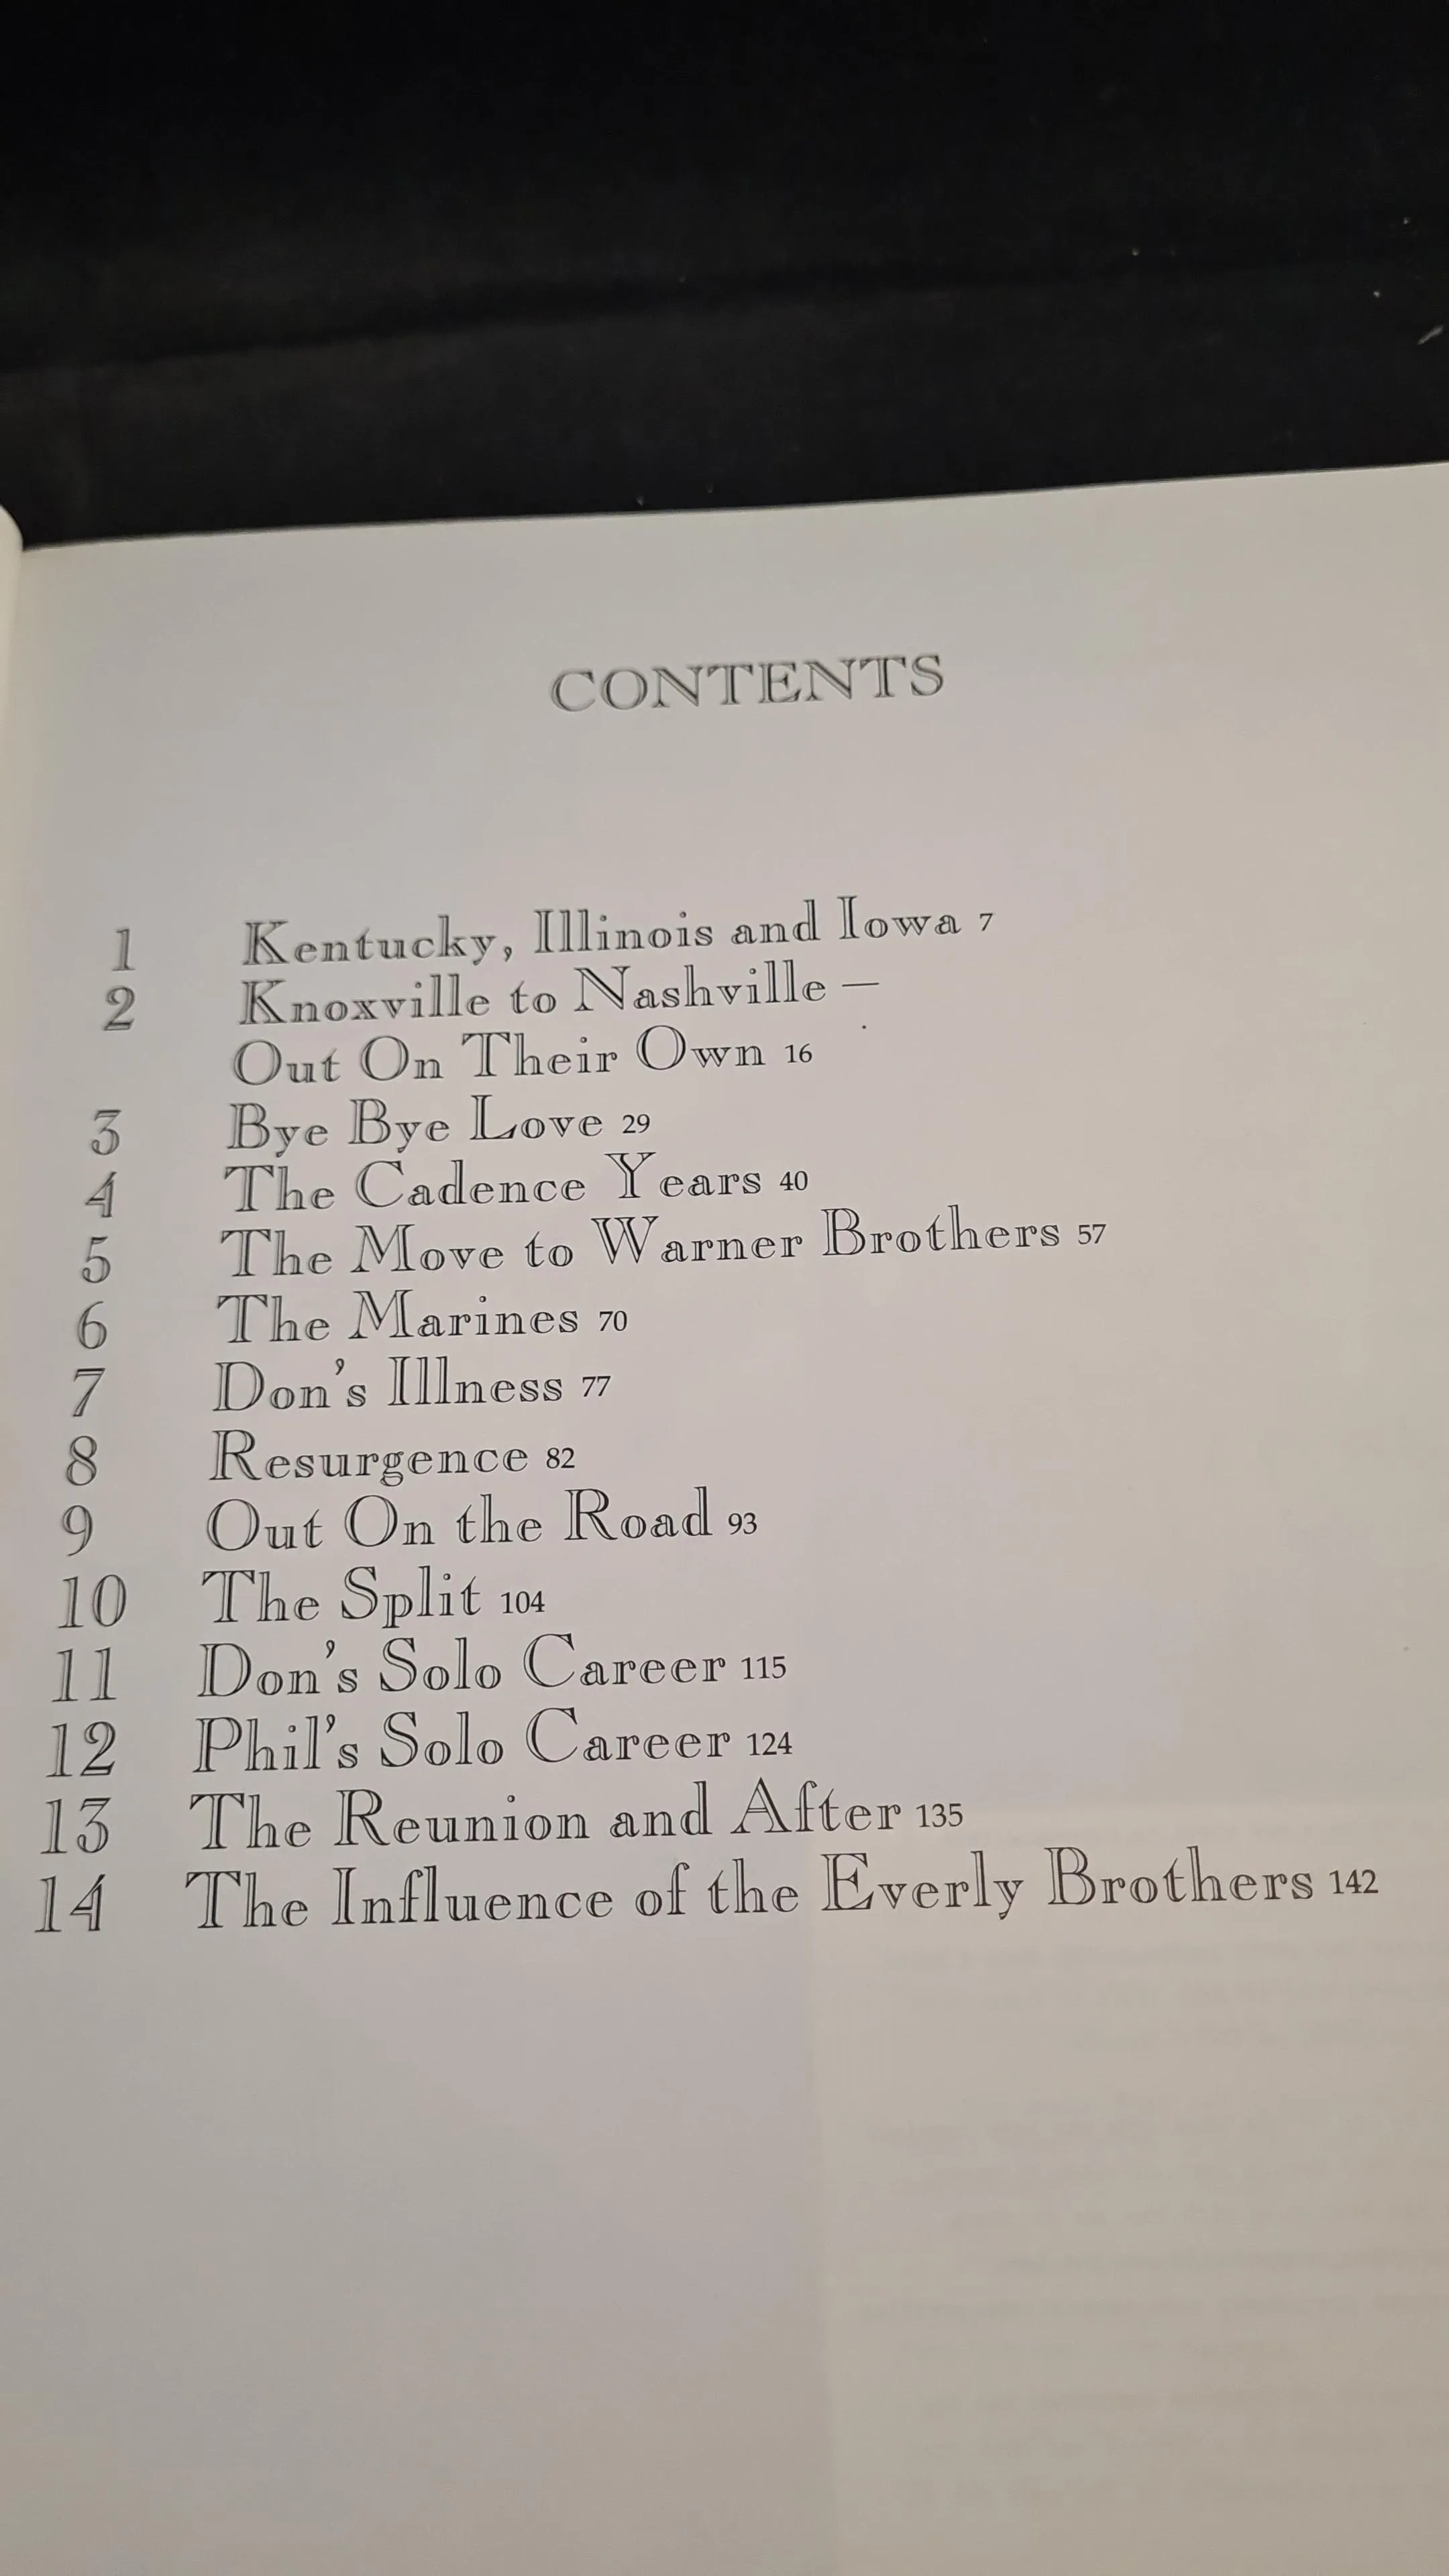 CONTENTS
1 Kentucky, Illinois and Iowa 7
2 Knoxville to Nashville —
Out On Their Own 16
3 Bye Bye Love 29
4 The Cadence Years 40
5 The Move to Warner Brothers 57
6 The Marines 70
7 Don's Illness 77
8 Resurgence 82
9 Out On the Road 93
10 The Split 104
11 Don's Solo Career 115
12 Phil's Solo Career 124
13 The Reunion and After 135
14 The Influence of the Everly Brothers 142